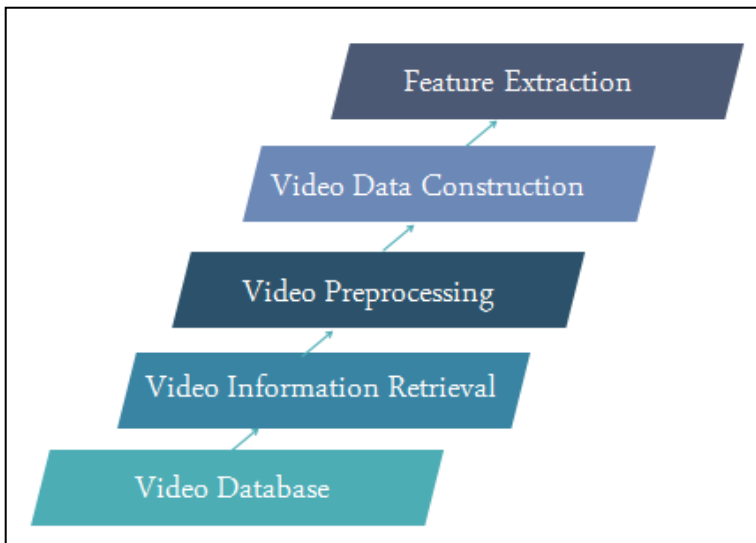 Feature Extraction
Video Data Construction
Video Preprocessing
Video Information Retrieval
Video Database